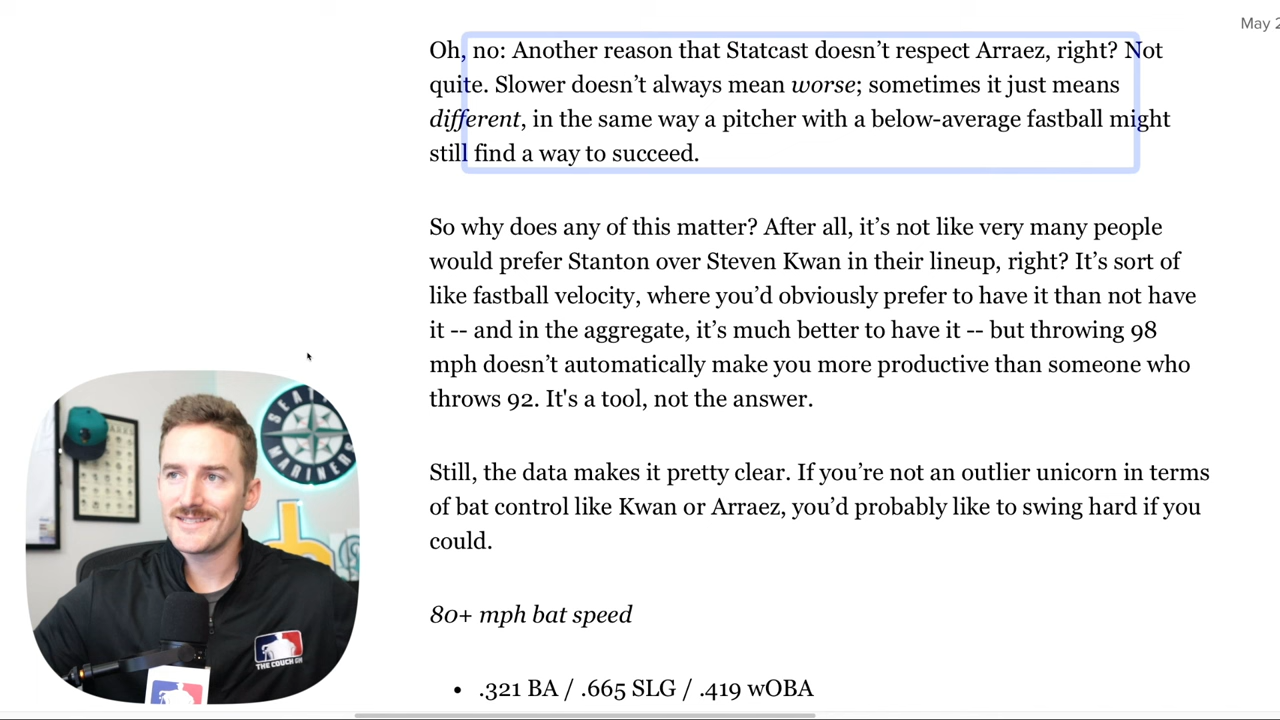 May 2
Oh, no: Another reason that Statcast doesn’t respect Arraez, right? Not
quite. Slower doesn’t always mean worse; sometimes it just means
different, in the same way a pitcher with a below-average fastball might
still find a way to succeed.
So why does any of this matter? After all, it’s not like very many people
would prefer Stanton over Steven Kwan in their lineup, right? It’s sort of
like fastball velocity, where you’d obviously prefer to have it than not have
it -- and in the aggregate, it’s much better to have it -- but throwing 98
mph doesn’t automatically make you more productive than someone who
throws 92. It's a tool, not the answer.
Still, the data makes it pretty clear. If you’re not an outlier unicorn in terms
of bat control like Kwan or Arraez, you’d probably like to swing hard if you
could.
80+ mph bat speed
• .321 BA / .665 SLG / .419 wOBA
SEATTLE
MARINERS
THE COUCH GM